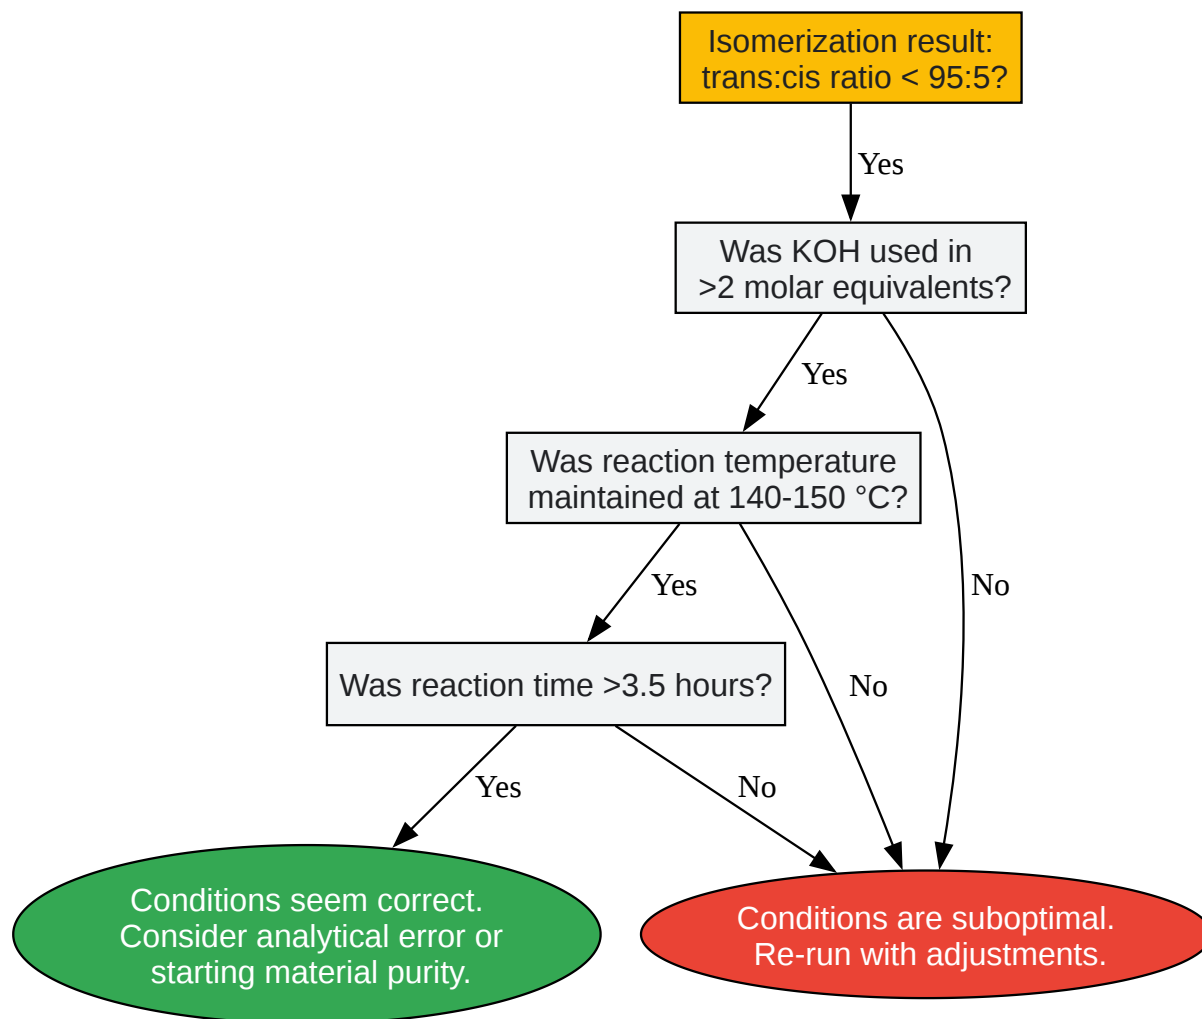 Isomerization result:
trans:cis ratio < 95:5?
Yes
Was KOH used in
>2 molar equivalents?
Yes
No
Was reaction temperature
maintained at 140-150 °C?
Yes
No
Was reaction time >3.5 hours?
Yes
No
Conditions seem correct.
Consider analytical error or
starting material purity.
Conditions are suboptimal.
Re-run with adjustments.